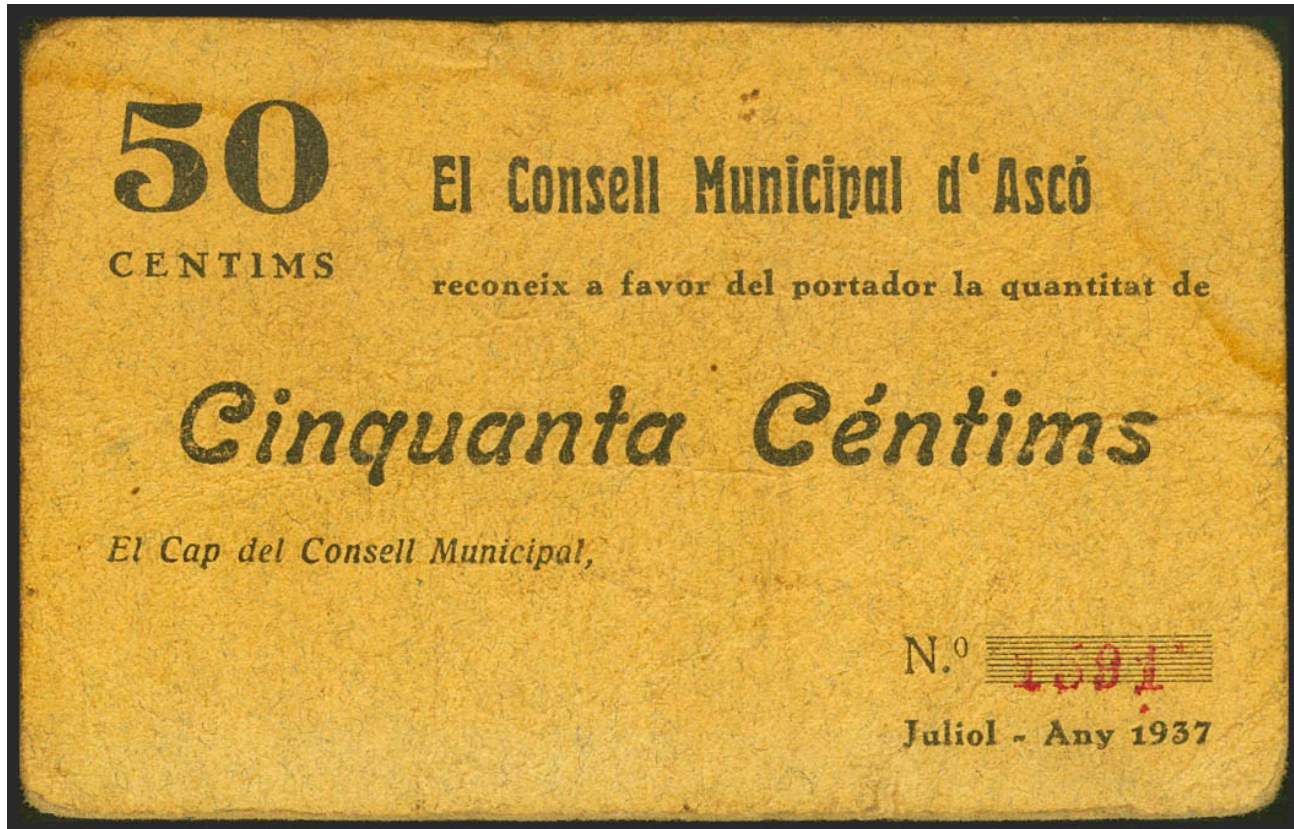 50
CENTIMS
El Consell Municipal d‘Ascó
reconeix a favor del portador la quantitat de
Cinquanta Céntims
El Cap del Consell Municipal,
N.º 1591
Juliol - Any 1937